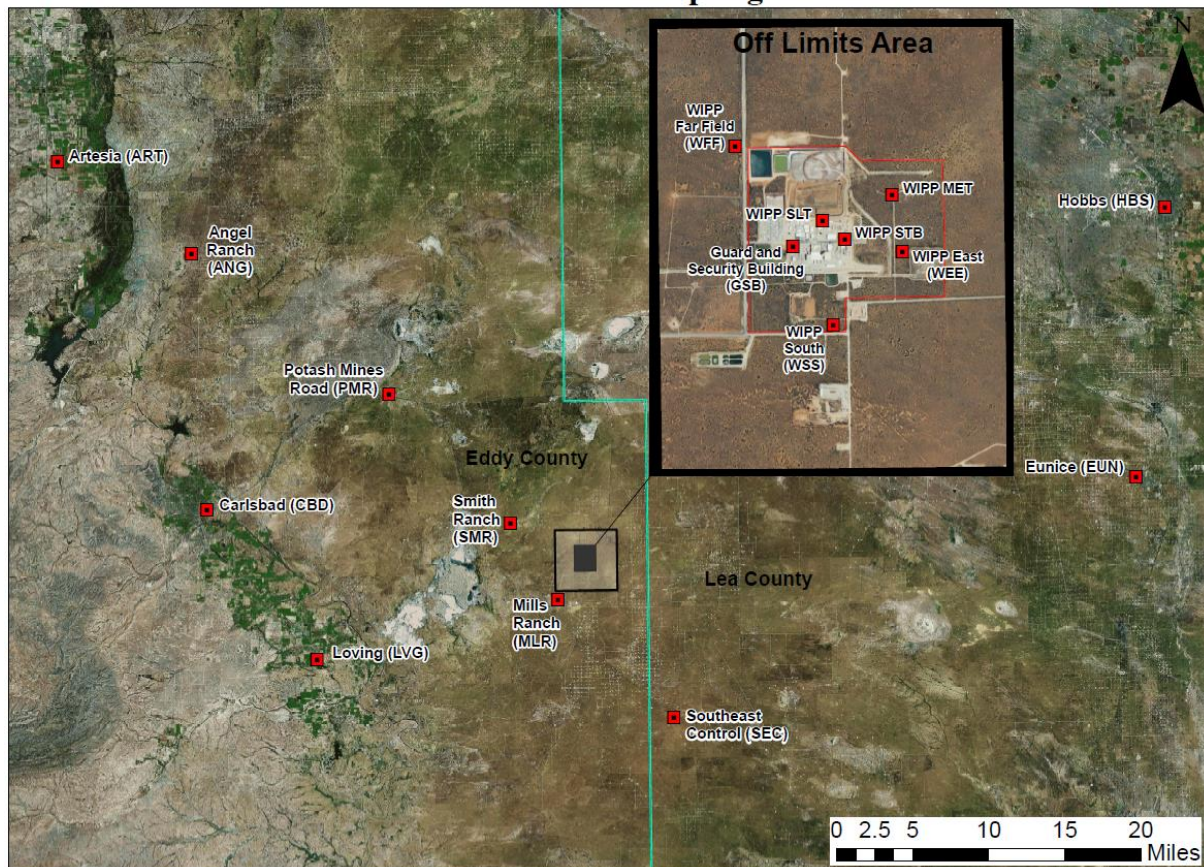 Off Limits Area
N
WIPP
Far Field
(WFF)
Artesia (ART)
WIPP MET
Hobbs (HBS)
WIPP SLT
Angel
Ranch
(ANG)
WIPP STB
Guard and
Security Building
(GSB)
WIPP East
(WEE)
WIPP
South
(WSS)
Potash Mines
Road (PMR)
Eddy County
Eunice (EUN)
Carlsbad (CBD)
Smith
Ranch
(SMR)
Lea County
Mills
Ranch
(MLR)
Loving (LVG)
Southeast
Control (SEC)
0 2.5 5 10 15 20
Miles